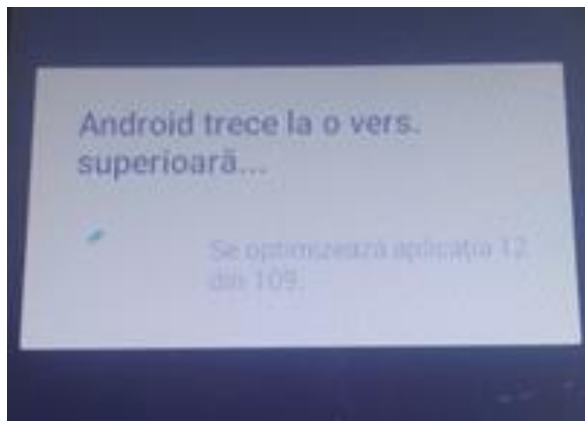 Android trece la o vers.
superioară...
Se optimizează aplicația 12
din 109.